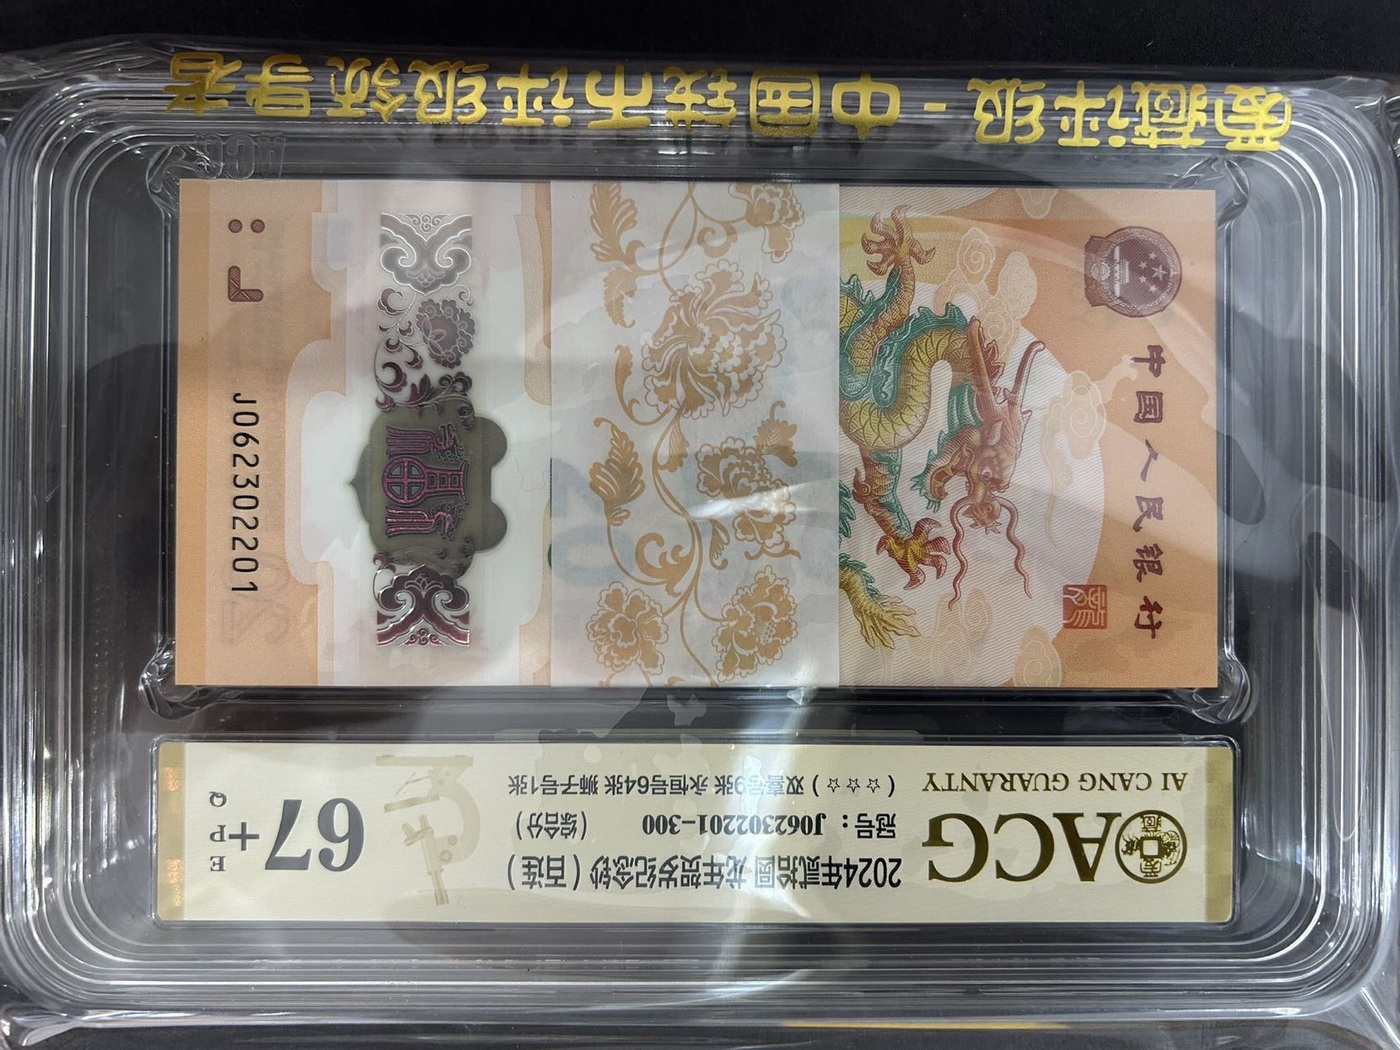 爱藏评级 - 中国钱币评级领导者
ACG
AI CANG GUARANTY
2024年贰拾圆 龙年贺岁纪念钞 (百连)
冠号: J062302201-300 (综合分)
(☆☆☆) 双喜号9张 永恒号64张 狮子号1张
67+
E P Q
中国人民银行
J062302201
20